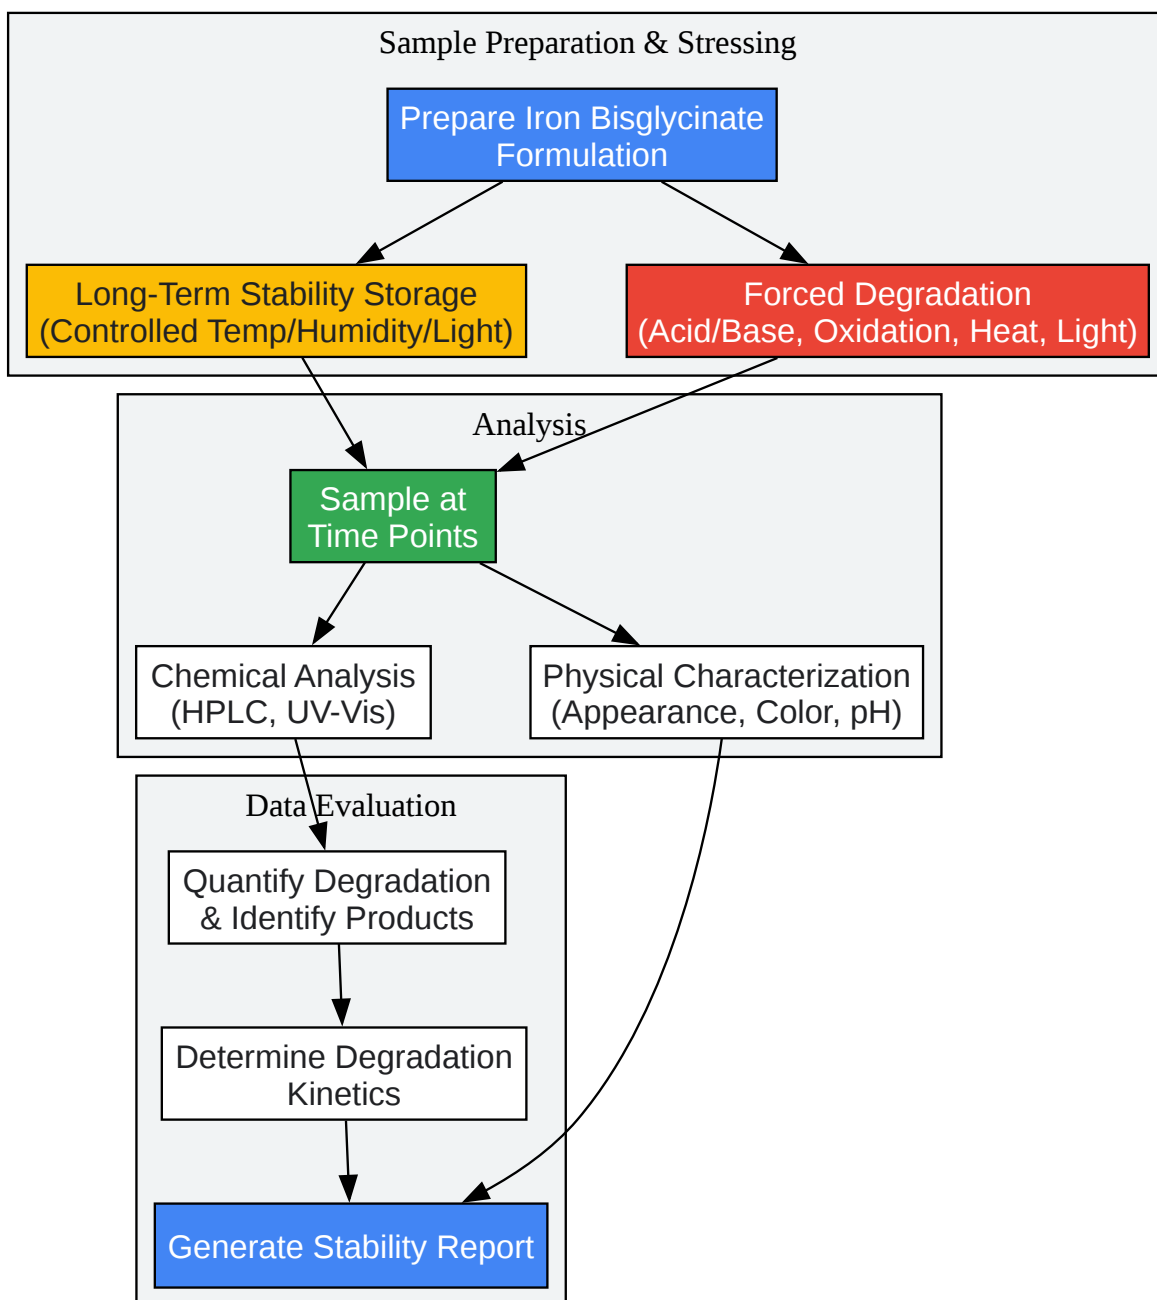 Sample Preparation & Stressing
Prepare Iron Bisglycinate
Formulation
Long-Term Stability Storage
(Controlled Temp/Humidity/Light)
Forced Degradation
(Acid/Base, Oxidation, Heat, Light)
Analysis
Sample at
Time Points
Chemical Analysis
(HPLC, UV-Vis)
Physical Characterization
(Appearance, Color, pH)
Data Evaluation
Quantify Degradation
& Identify Products
Determine Degradation
Kinetics
Generate Stability Report